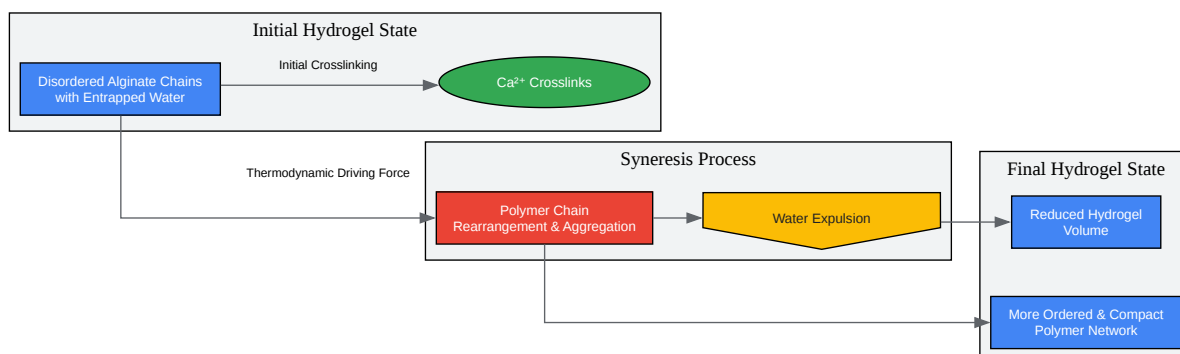 Initial Hydrogel State
Initial Crosslinking
Disordered Alginate Chains
with Entrapped Water
Ca²⁺ Crosslinks
Thermodynamic Driving Force
Syneresis Process
Polymer Chain
Rearrangement & Aggregation
Water Expulsion
Final Hydrogel State
Reduced Hydrogel
Volume
More Ordered & Compact
Polymer Network